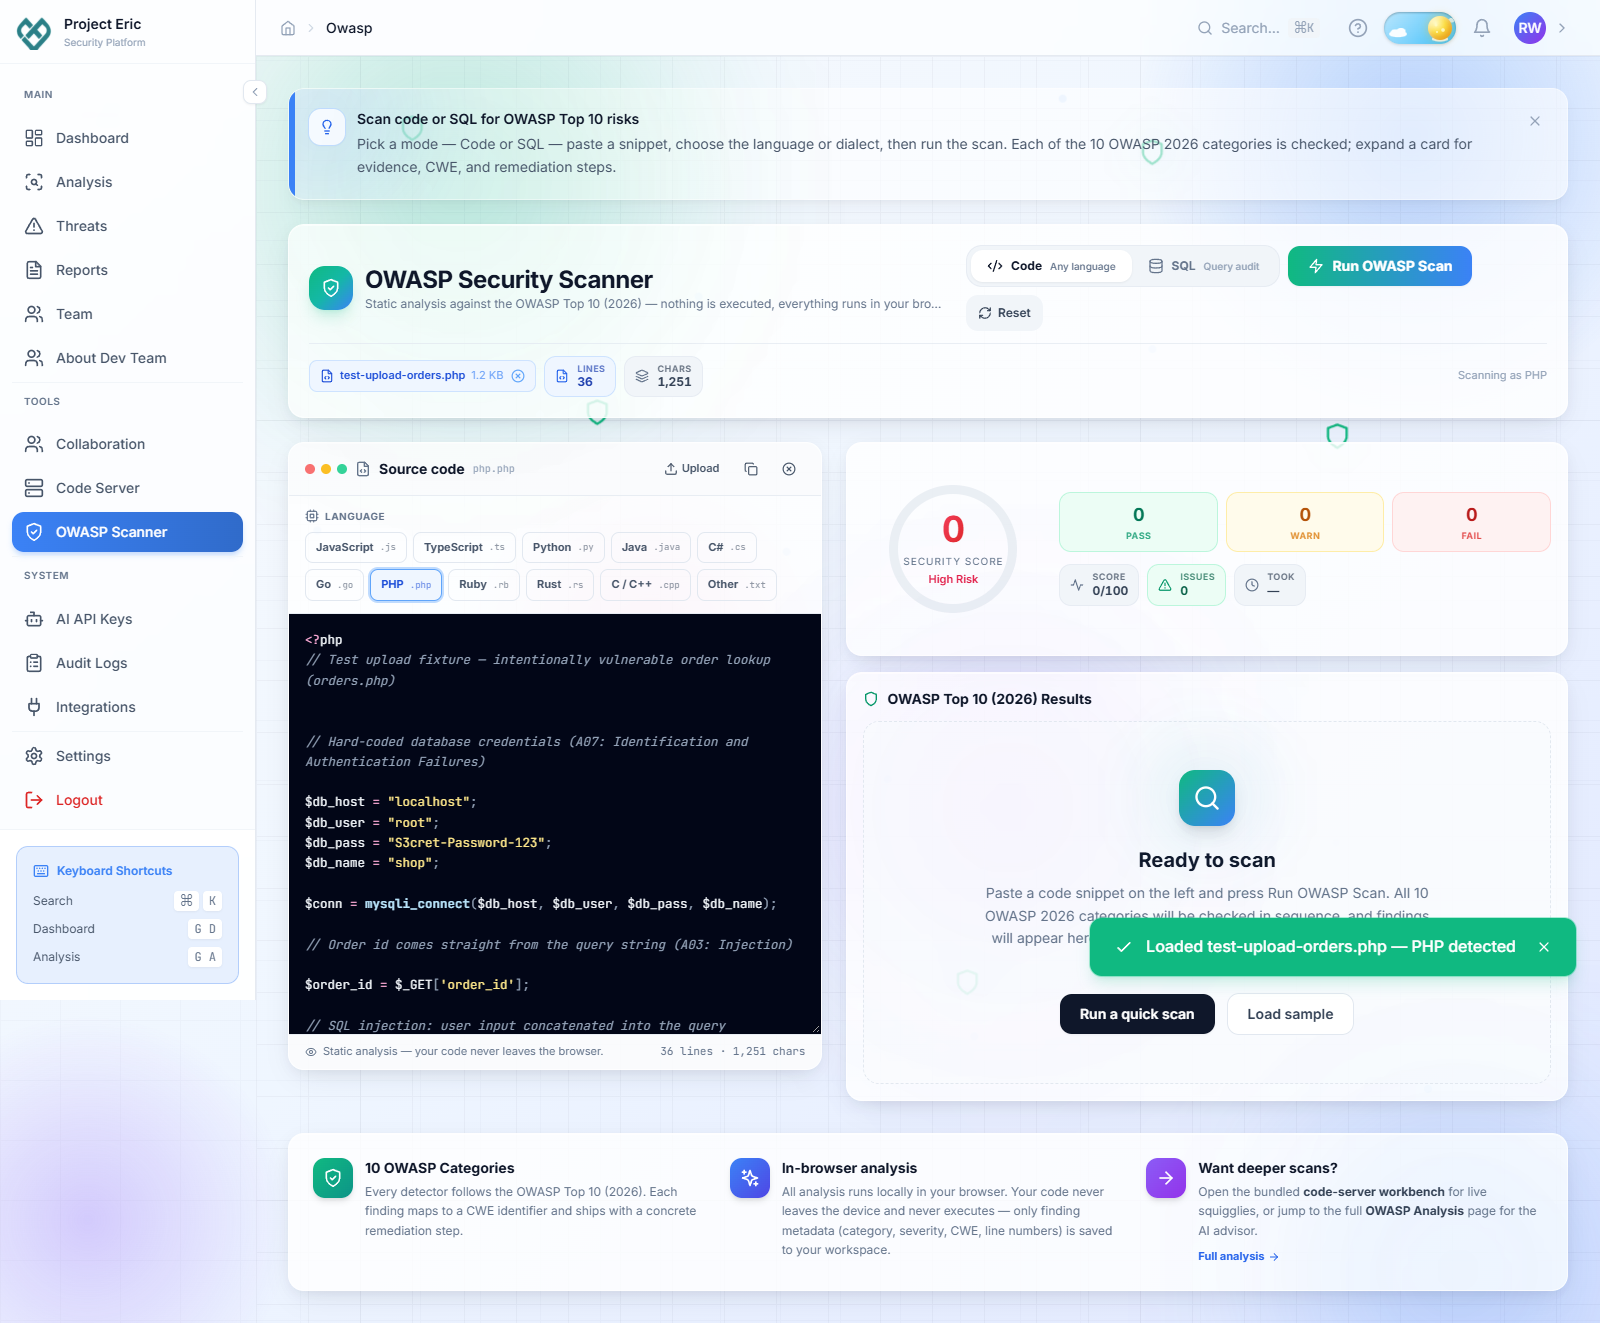 Project Eric
Security Platform
MAIN
Dashboard
Analysis
Threats
Reports
Team
About Dev Team
TOOLS
Collaboration
Code Server
OWASP Scanner
SYSTEM
AI API Keys
Audit Logs
Integrations
Settings
Logout
Keyboard Shortcuts
Search ⌘ K
Dashboard G D
Analysis G A
Owasp
Search... ⌘K
RW
Scan code or SQL for OWASP Top 10 risks
Pick a mode — Code or SQL — paste a snippet, choose the language or dialect, then run the scan. Each of the 10 OWASP 2026 categories is checked; expand a card for
evidence, CWE, and remediation steps.
OWASP Security Scanner
Static analysis against the OWASP Top 10 (2026) — nothing is executed, everything runs in your bro...
Code Any language
SQL Query audit
Run OWASP Scan
Reset
test-upload-orders.php 1.2 KB
LINES
36
CHARS
1,251
Scanning as PHP
Source code php.php
Upload
LANGUAGE
JavaScript .js
TypeScript .ts
Python .py
Java .java
C# .cs
Go .go
PHP .php
Ruby .rb
Rust .rs
C / C++ .cpp
Other .txt
<?php
// Test upload fixture — intentionally vulnerable order lookup
(orders.php)
// Hard-coded database credentials (A07: Identification and
Authentication Failures)
$db_host = "localhost";
$db_user = "root";
$db_pass = "S3cret-Password-123";
$db_name = "shop";
$conn = mysqli_connect($db_host, $db_user, $db_pass, $db_name);
// Order id comes straight from the query string (A03: Injection)
$order_id = $_GET['order_id'];
// SQL injection: user input concatenated into the query
Static analysis — your code never leaves the browser.
36 lines · 1,251 chars
0
SECURITY SCORE
High Risk
0
PASS
0
WARN
0
FAIL
SCORE
0/100
ISSUES
0
TOOK
—
OWASP Top 10 (2026) Results
Ready to scan
Paste a code snippet on the left and press Run OWASP Scan. All 10
OWASP 2026 categories will be checked in sequence, and findings
will appear her
Loaded test-upload-orders.php — PHP detected
Run a quick scan
Load sample
10 OWASP Categories
Every detector follows the OWASP Top 10 (2026). Each
finding maps to a CWE identifier and ships with a concrete
remediation step.
In-browser analysis
All analysis runs locally in your browser. Your code never
leaves the device and never executes — only finding
metadata (category, severity, CWE, line numbers) is saved
to your workspace.
Want deeper scans?
Open the bundled code-server workbench for live
squigglies, or jump to the full OWASP Analysis page for the
AI advisor.
Full analysis →